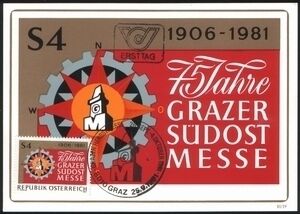 S4
1906-1981
ERSTTAG
75 Jahre
GRAZER
SÜDOST
MESSE
N
W
O
M
S4
1906-1981
75 Jahre
GRAZER
SÜDOST
MESSE
REPUBLIK ÖSTERREICH
GRAZ